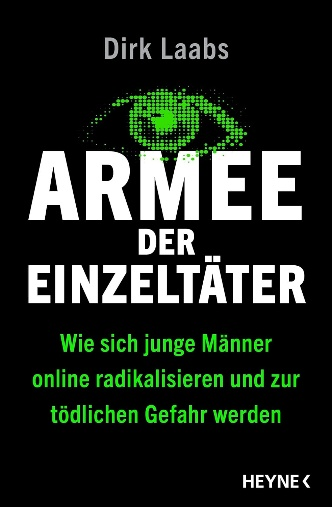 Dirk Laabs
ARMEE
DER
EINZELTÄTER
Wie sich junge Männer
online radikalisieren und zur
tödlichen Gefahr werden
HEYNE